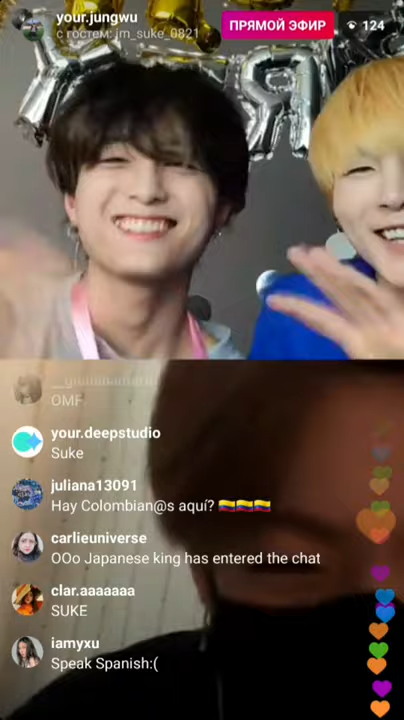 your.jungwu
с гостем: jm_suke_0821
ПРЯМОЙ ЭФИР
124
OMF
your.deepstudio
Suke
juliana13091
Hay Colombian@s aquí? 🇨🇴🇨🇴🇨🇴
carlieuniverse
OOo Japanese king has entered the chat
clar.aaaaaaa
SUKE
iamyxu
Speak Spanish:(